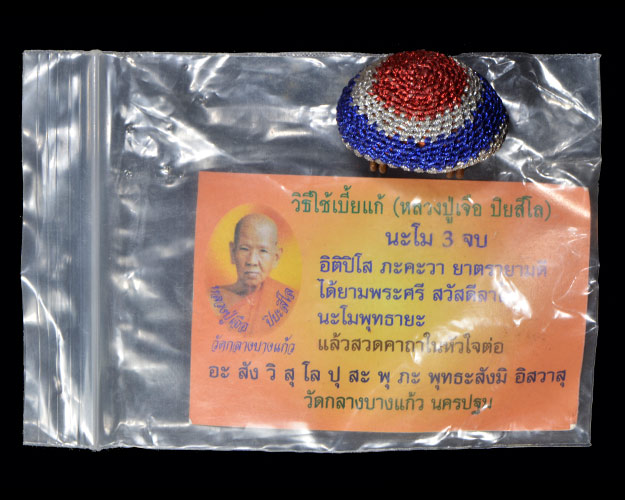 วิธีใช้เบี้ยแก้ (หลวงปู่เจือ ปิยสีโล)
นะโม 3 จบ
อิติปิโส ภะคะวา ยาตรายามดี
ได้ยามพระศรี สวัสดีลาภ
นะโมพุทธายะ
แล้วสวดคาถาในหัวใจต่อ
หลวงปู่เจือ ปิยะสีโล
วัดกลางบางแก้ว
อะ สัง วิ สุ โล ปุ สะ พุ ภะ พุทธะสังมิ อิสวาสุ
วัดกลางบางแก้ว นครปฐม